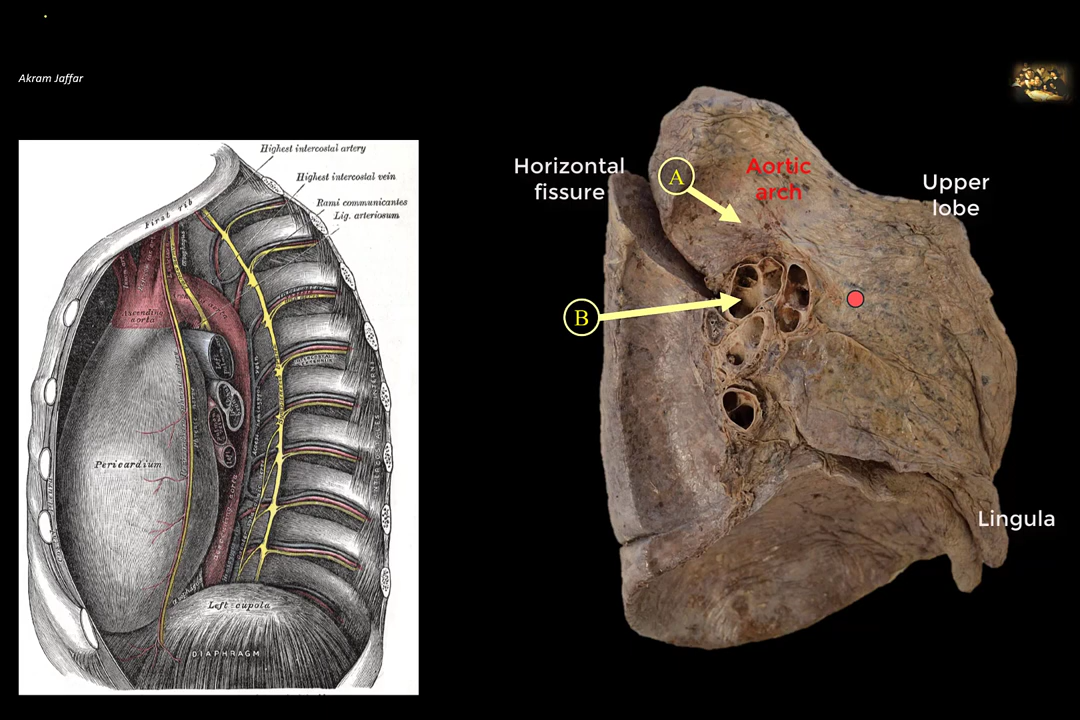 Akram Jaffar
Highest intercostal artery
Highest intercostal vein
Rami communicantes
Lig. arteriosum
First rib
Ascending
aorta
Pericardium
Left cupola
DIAPHRAGM
Horizontal
fissure
A
Aortic
arch
Upper
lobe
B
Lingula